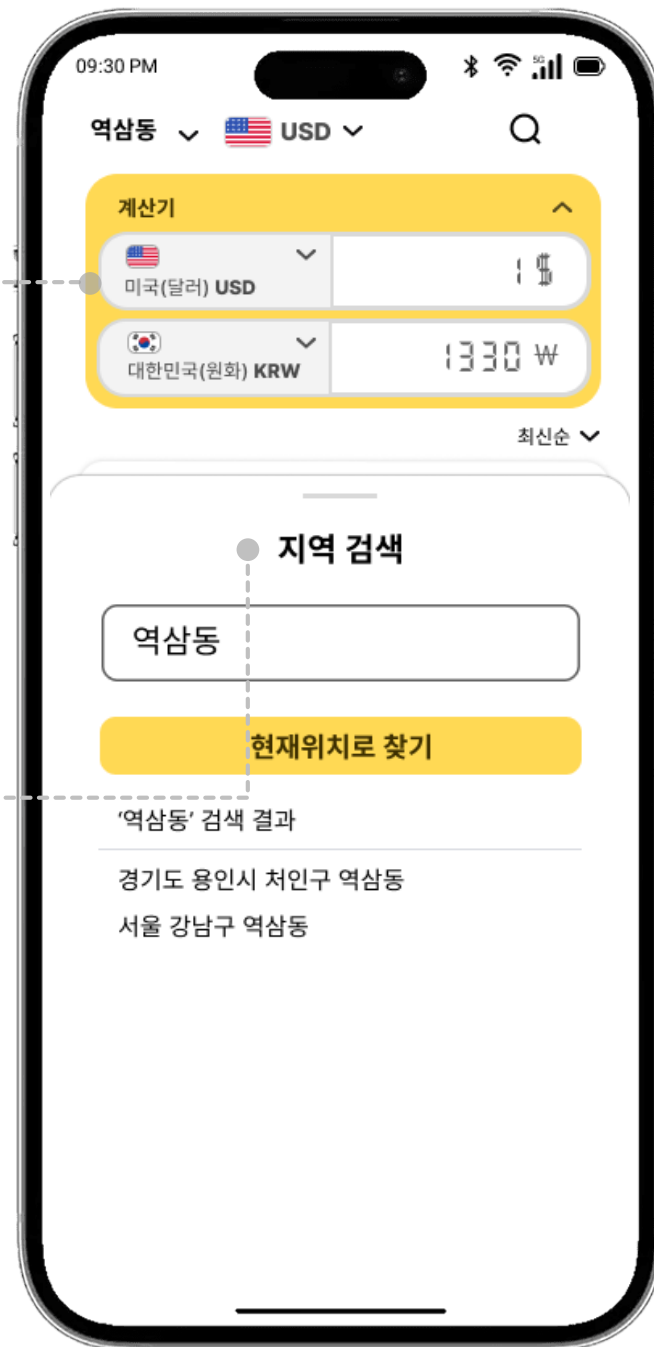 09:30 PM 5G
역삼동 USD
계산기
미국(달러) USD
1 $
대한민국(원화) KRW
1330 ₩
최신순
지역 검색
역삼동
현재위치로 찾기
‘역삼동’ 검색 결과
경기도 용인시 처인구 역삼동
서울 강남구 역삼동